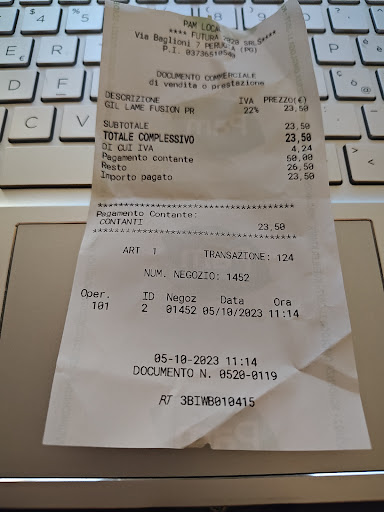 PAM LOCAL
**** FUTURA 2020 SRLS****
Via Baglioni 7 PERUGIA (PG)
P.I. 03736510540
DOCUMENTO COMMERCIALE
di vendita o prestazione
DESCRIZIONE IVA PREZZO(€)
GIL LAME FUSION PR 22% 23,50
SUBTOTALE 23,50
TOTALE COMPLESSIVO 23,50
DI CUI IVA 4,24
Pagamento contante 50,00
Resto 26,50
Importo pagato 23,50
**************************************
Pagamento Contante:
CONTANTI 23,50
**************************************
ART 1 TRANSAZIONE: 124
NUM. NEGOZIO: 1452
Oper. ID Negoz Data Ora
101 2 01452 05/10/2023 11:14
05-10-2023 11:14
DOCUMENTO N. 0520-0119
RT 3BIWB010415